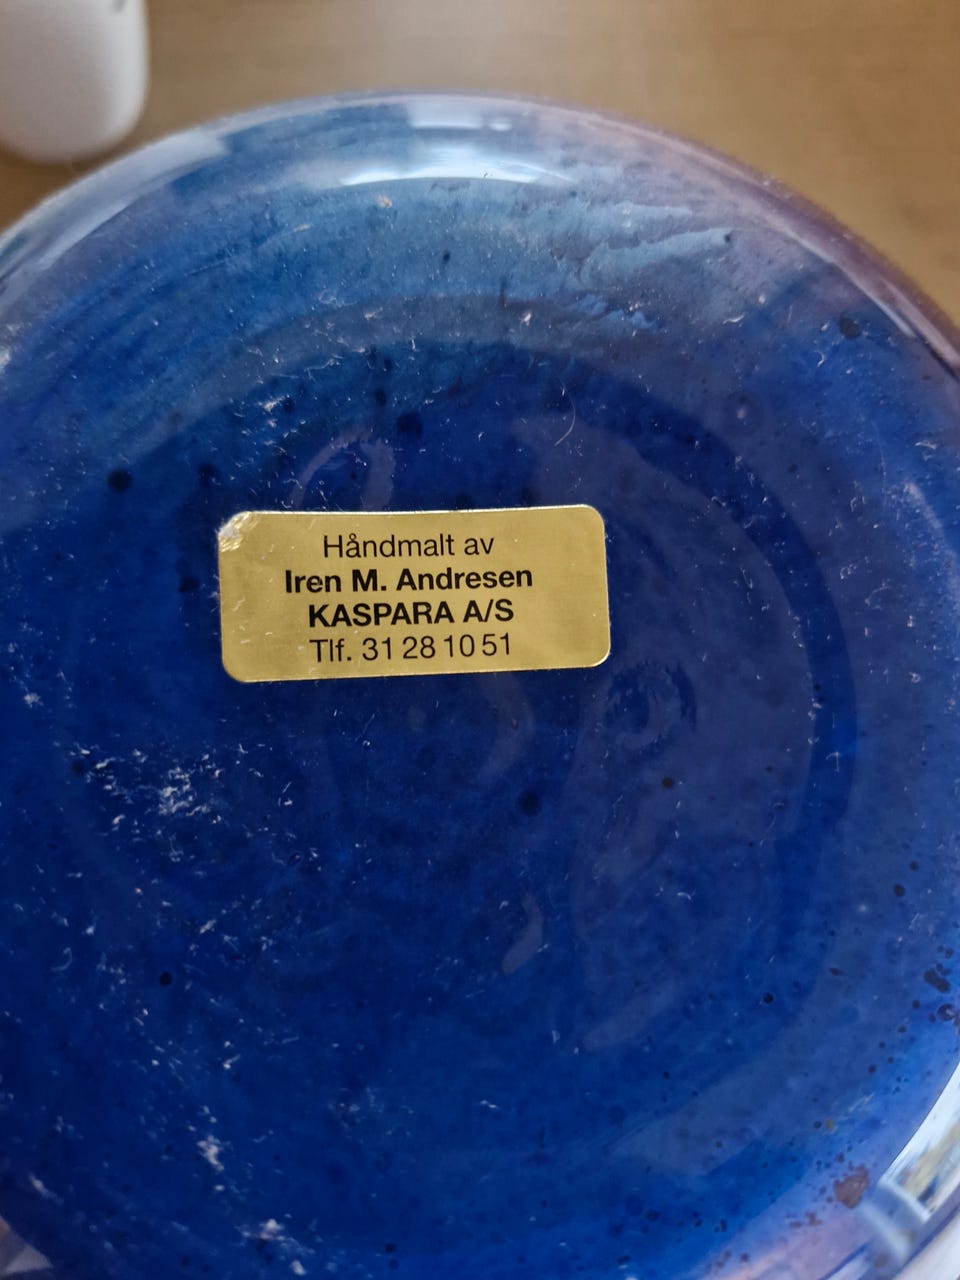 Håndmalt av
Iren M. Andresen
KASPARA A/S
Tlf. 31 28 10 51